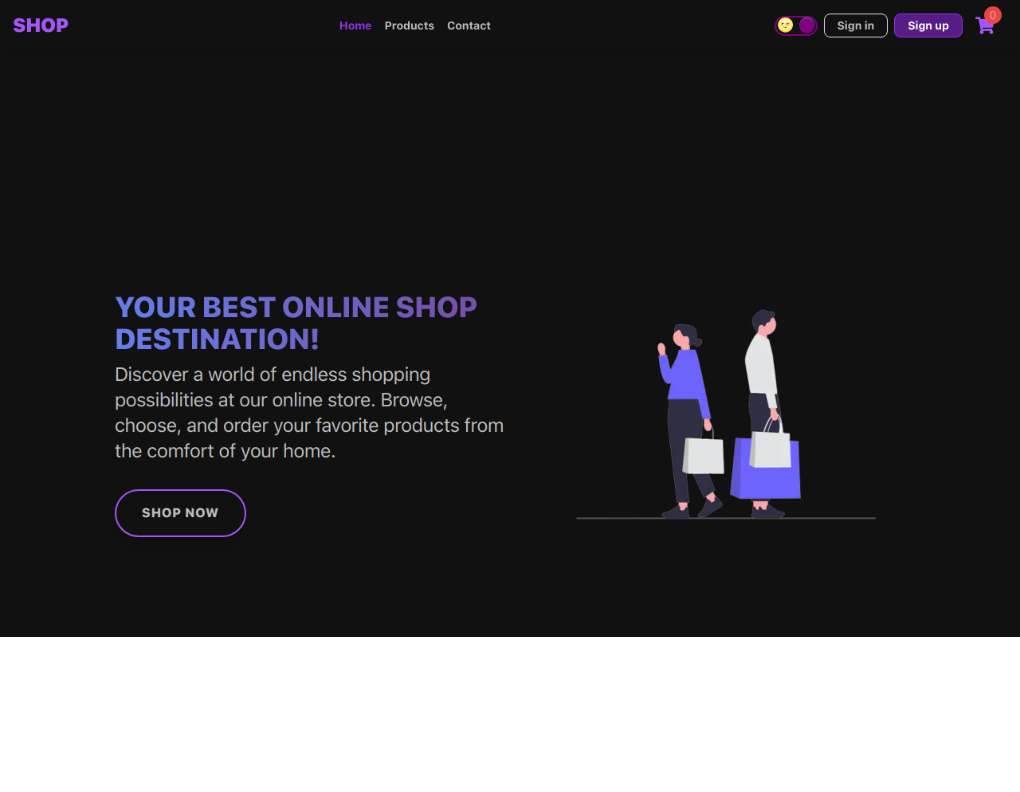 SHOP
Home Products Contact
Sign in
Sign up
0
YOUR BEST ONLINE SHOP
DESTINATION!
Discover a world of endless shopping
possibilities at our online store. Browse,
choose, and order your favorite products from
the comfort of your home.
SHOP NOW